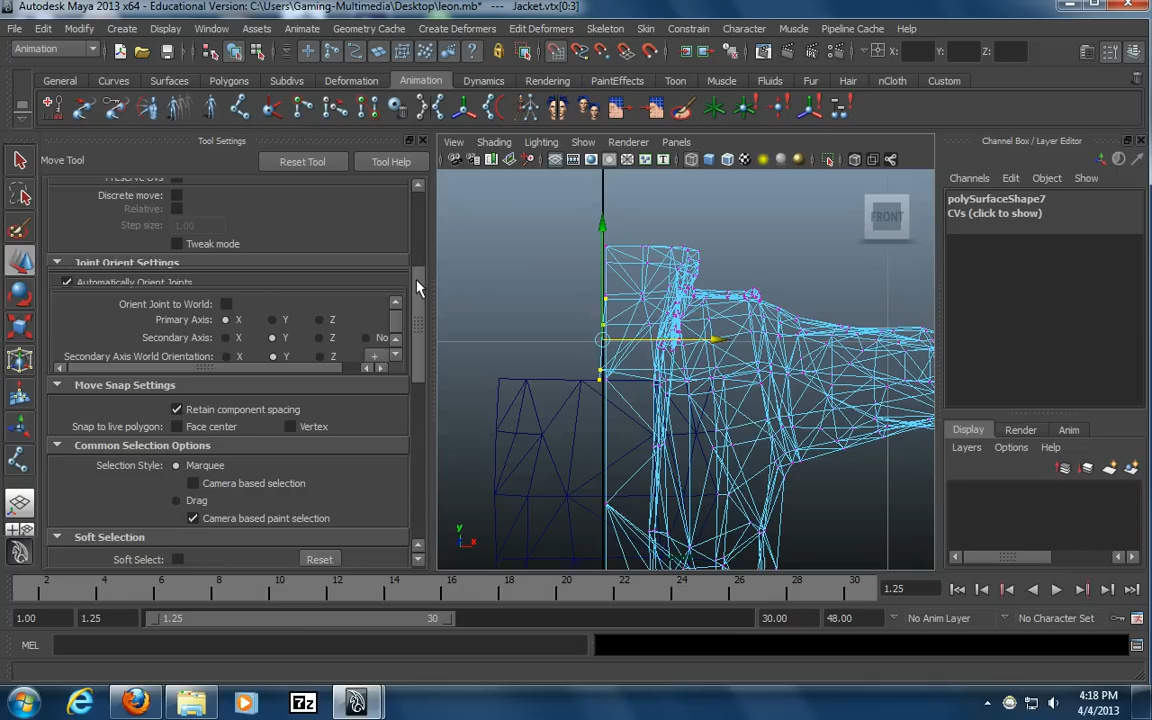 Autodesk Maya 2013 x64 - Educational Version: C:\Users\Gaming-Multimedia\Desktop\leon.mb* --- Jacket.vtx[0:3]
File Edit Modify Create Display Window Assets Animate Geometry Cache Create Deformers Edit Deformers Skeleton Skin Constrain Character Muscle Pipeline Cache Help
Animation X: Y: Z:
General Curves Surfaces Polygons Subdivs Deformation Animation Dynamics Rendering PaintEffects Toon Muscle Fluids Fur Hair nCloth Custom
Tool Settings
Move Tool Reset Tool Tool Help
Preserve UVs
Discrete move:
Relative:
Step size: 1.00
Tweak mode
Joint Orient Settings
Automatically Orient Joints
Orient Joint to World:
Primary Axis: X Y Z
Secondary Axis: X Y Z No
Secondary Axis World Orientation: X Y Z +
Move Snap Settings
Retain component spacing
Snap to live polygon: Face center Vertex
Common Selection Options
Selection Style: Marquee
Camera based selection
Drag
Camera based paint selection
Soft Selection
Soft Select: Reset
View Shading Lighting Show Renderer Panels
FRONT
y
x
Channel Box / Layer Editor
Channels Edit Object Show
polySurfaceShape7
CVs (click to show)
Display Render Anim
Layers Options Help
2 4 6 8 10 12 14 16 18 20 22 24 26 28 30 1.25
1.00 1.25 1.25 30 30.00 48.00 No Anim Layer No Character Set
MEL
7z
4:18 PM
4/4/2013